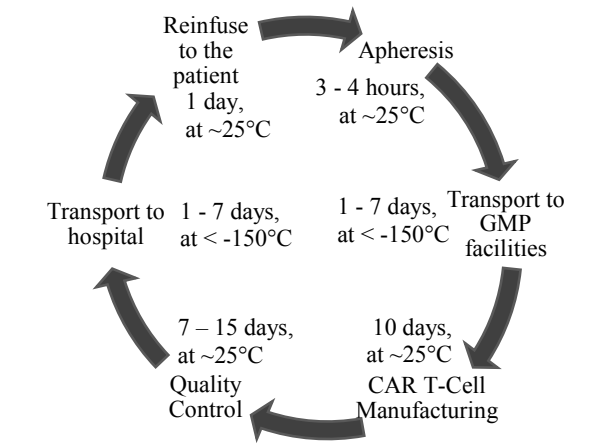 Reinfuse
to the
patient
1 day,
at ~25°C
Apheresis
3 - 4 hours,
at ~25°C
Transport to
GMP
facilities
1 - 7 days,
at < -150°C
10 days,
at ~25°C
CAR T-Cell
Manufacturing
7 – 15 days,
at ~25°C
Quality
Control
Transport to
hospital
1 - 7 days,
at < -150°C